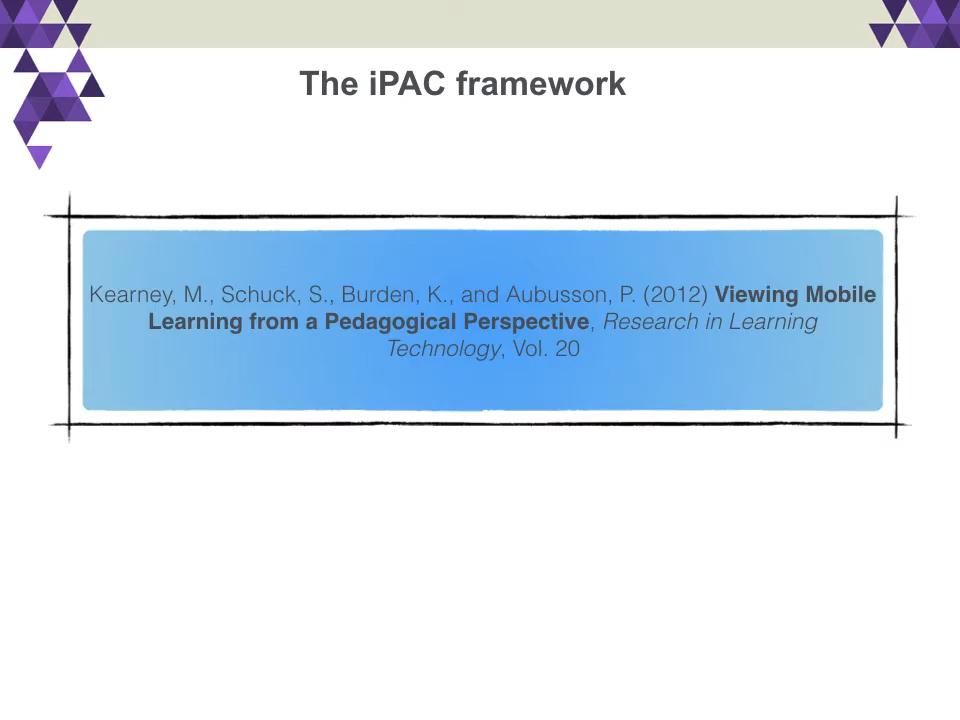 The iPAC framework
Kearney, M., Schuck, S., Burden, K., and Aubusson, P. (2012) Viewing Mobile
Learning from a Pedagogical Perspective, Research in Learning
Technology, Vol. 20